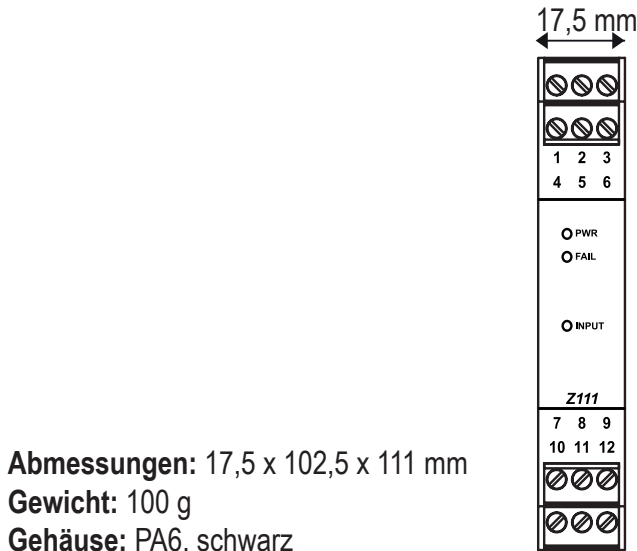 17,5 mm
1 2 3
4 5 6
PWR
FAIL
INPUT
Z111
7 8 9
10 11 12
Abmessungen: 17,5 x 102,5 x 111 mm
Gewicht: 100 g
Gehäuse: PA6, schwarz